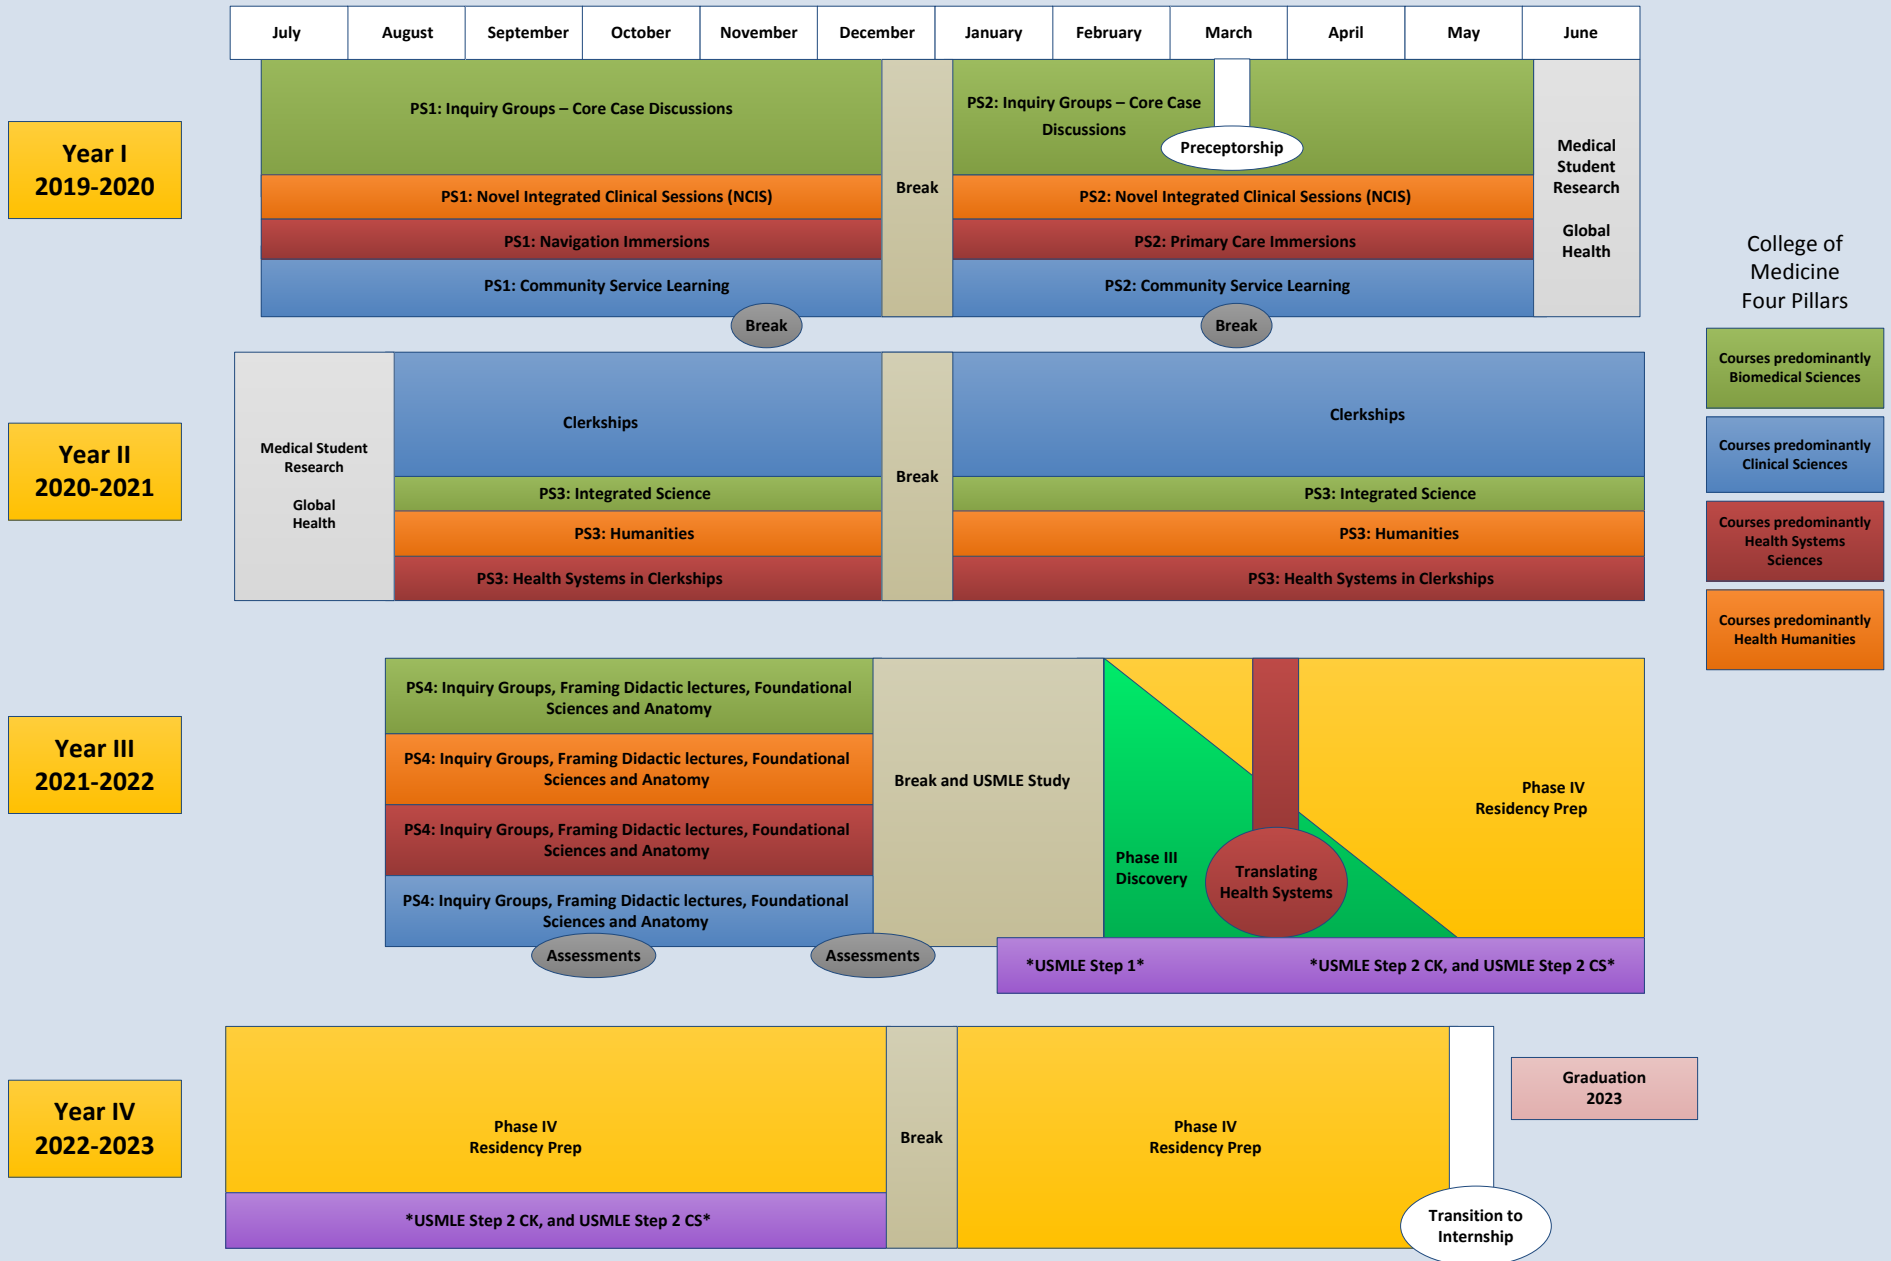 July
August
September
October
November
December
January
February
March
April
May
June
Year I
2019-2020
PS1: Inquiry Groups – Core Case Discussions
PS1: Novel Integrated Clinical Sessions (NCIS)
PS1: Navigation Immersions
PS1: Community Service Learning
Break
Break
PS2: Inquiry Groups – Core Case
Discussions
Preceptorship
PS2: Novel Integrated Clinical Sessions (NCIS)
PS2: Primary Care Immersions
PS2: Community Service Learning
Break
Medical
Student
Research
Global
Health
Year II
2020-2021
Medical Student
Research
Global
Health
Clerkships
PS3: Integrated Science
PS3: Humanities
PS3: Health Systems in Clerkships
Break
Clerkships
PS3: Integrated Science
PS3: Humanities
PS3: Health Systems in Clerkships
Year III
2021-2022
PS4: Inquiry Groups, Framing Didactic lectures, Foundational
Sciences and Anatomy
PS4: Inquiry Groups, Framing Didactic lectures, Foundational
Sciences and Anatomy
PS4: Inquiry Groups, Framing Didactic lectures, Foundational
Sciences and Anatomy
PS4: Inquiry Groups, Framing Didactic lectures, Foundational
Sciences and Anatomy
Assessments
Assessments
Break and USMLE Study
Phase III
Discovery
Translating
Health Systems
Phase IV
Residency Prep
*USMLE Step 1*
*USMLE Step 2 CK, and USMLE Step 2 CS*
Year IV
2022-2023
Phase IV
Residency Prep
*USMLE Step 2 CK, and USMLE Step 2 CS*
Break
Phase IV
Residency Prep
Transition to
Internship
Graduation
2023
College of
Medicine
Four Pillars
Courses predominantly
Biomedical Sciences
Courses predominantly
Clinical Sciences
Courses predominantly
Health Systems
Sciences
Courses predominantly
Health Humanities